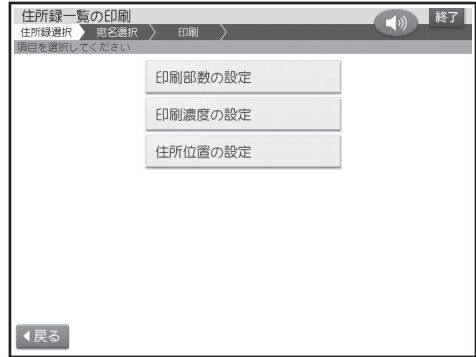 住所録一覧の印刷
終了
住所録選択 宛名選択 印刷
項目を選択してください
印刷部数の設定
印刷濃度の設定
住所位置の設定
戻る